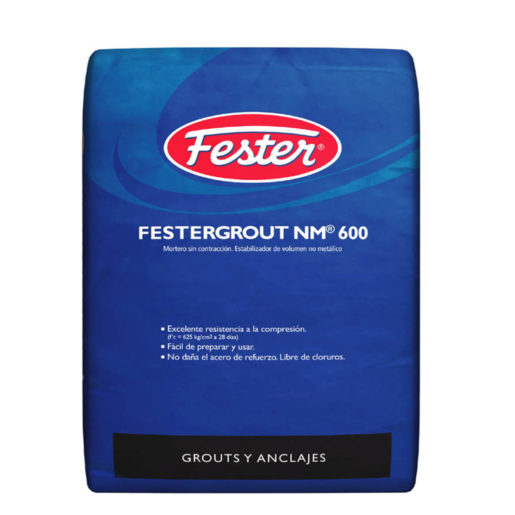 Fester®
FESTERGROUT NM® 600
Mortero sin contracción. Estabilizador de volumen no metálico
▪ Excelente resistencia a la compresión.
(f'c = 625 kg/cm² a 28 días)
▪ Fácil de preparar y usar.
▪ No daña el acero de refuerzo. Libre de cloruros.
GROUTS Y ANCLAJES